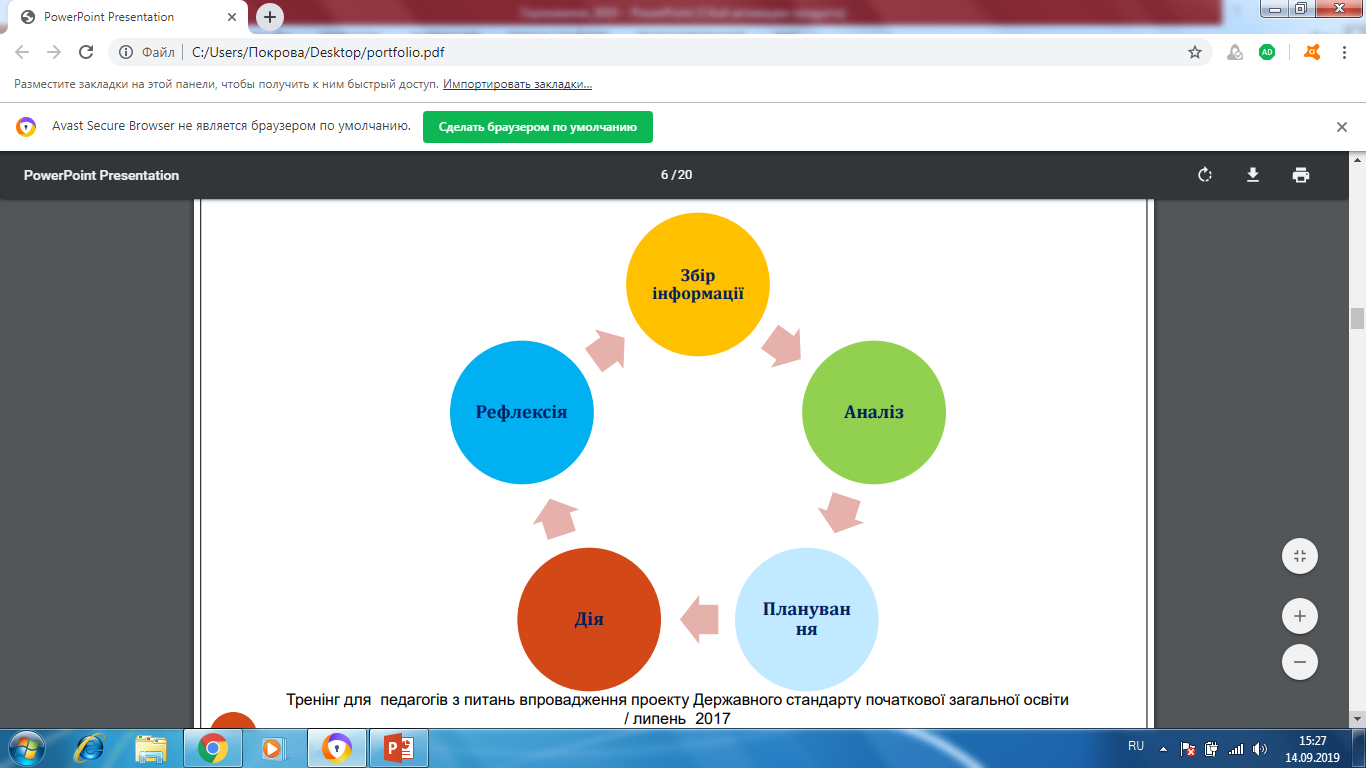 PowerPoint Presentation
Файл
C:/Users/Покрова/Desktop/portfolio.pdf
AD
Разместите закладки на этой панели, чтобы получить к ним быстрый доступ. Импортировать закладки...
Avast Secure Browser не является браузером по умолчанию.
Сделать браузером по умолчанию
PowerPoint Presentation
6 / 20
Збір
інформації
Рефлексія
Аналіз
Дія
Плануван
ня
Тренінг для педагогів з питань впровадження проекту Державного стандарту початкової загальної освіти
/ липень 2017
RU
15:27
14.09.2019